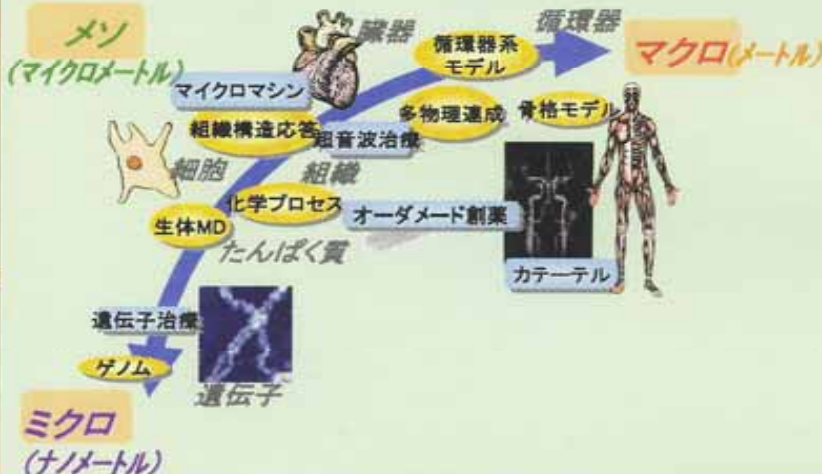 メソ
(マイクロメートル)
臓器
循環器系
モデル
循環器
マクロ(メートル)
マイクロマシン
組織構造応答
超音波治療
多物理連成
骨格モデル
細胞
組織
生体MD
化学プロセス
オーダメード創薬
たんぱく質
カテーテル
遺伝子治療
ゲノム
遺伝子
ミクロ
(ナノメートル)